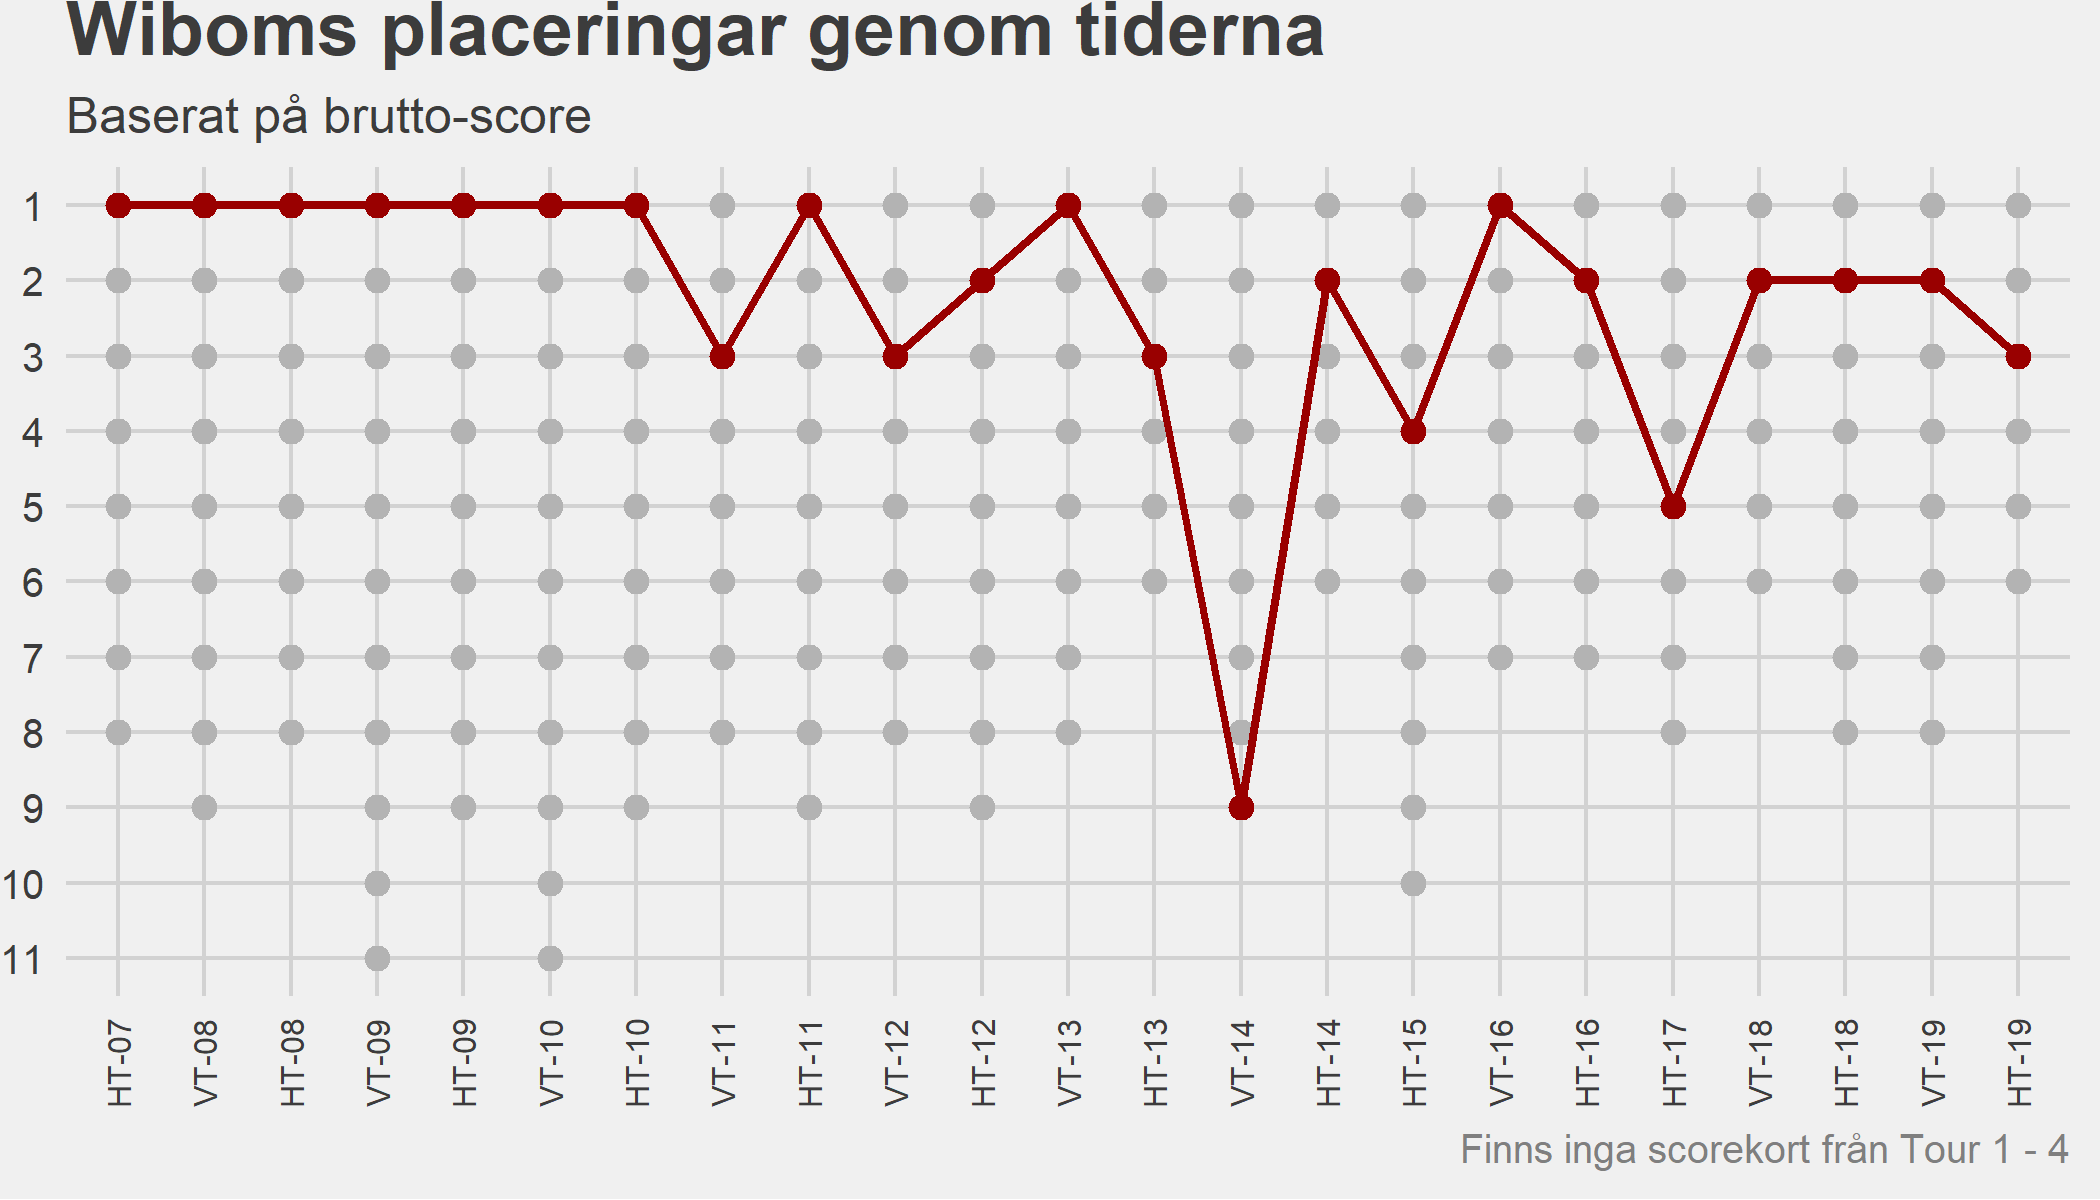 Wiboms placeringar genom tiderna
Baserat på brutto-score
1
2
3
4
5
6
7
8
9
10
11
HT-07
VT-08
HT-08
VT-09
HT-09
VT-10
HT-10
VT-11
HT-11
VT-12
HT-12
VT-13
HT-13
VT-14
HT-14
HT-15
VT-16
HT-16
HT-17
VT-18
HT-18
VT-19
HT-19
Finns inga scorekort från Tour 1 - 4